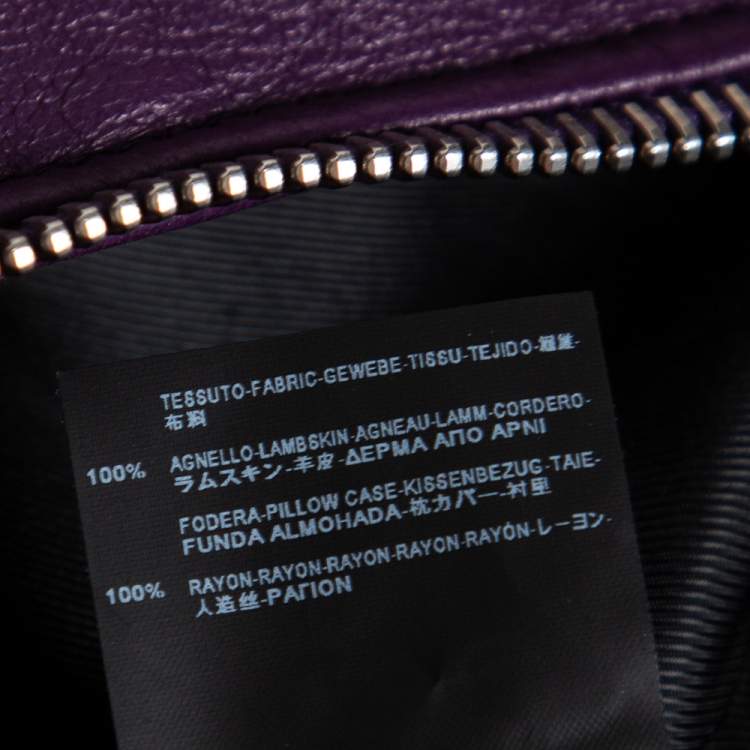 TESSUTO-FABRIC-GEWEBE-TISSU-TEJIDO-
布料
100% AGNELLO-LAMBSKIN-AGNEAU-LAMM-CORDERO-
ラムスキン-羊皮-ΔΕΡΜΑ ΑΠΟ ΑΡΝΙ
FODERA-PILLOW CASE-KISSENBEZUG-TAIE-
FUNDA ALMOHADA-枕カバー-衬里
100% RAYON-RAYON-RAYON-RAYON-RAYÓN-レーヨン-
人造丝-ΡΑΓΙΟΝ